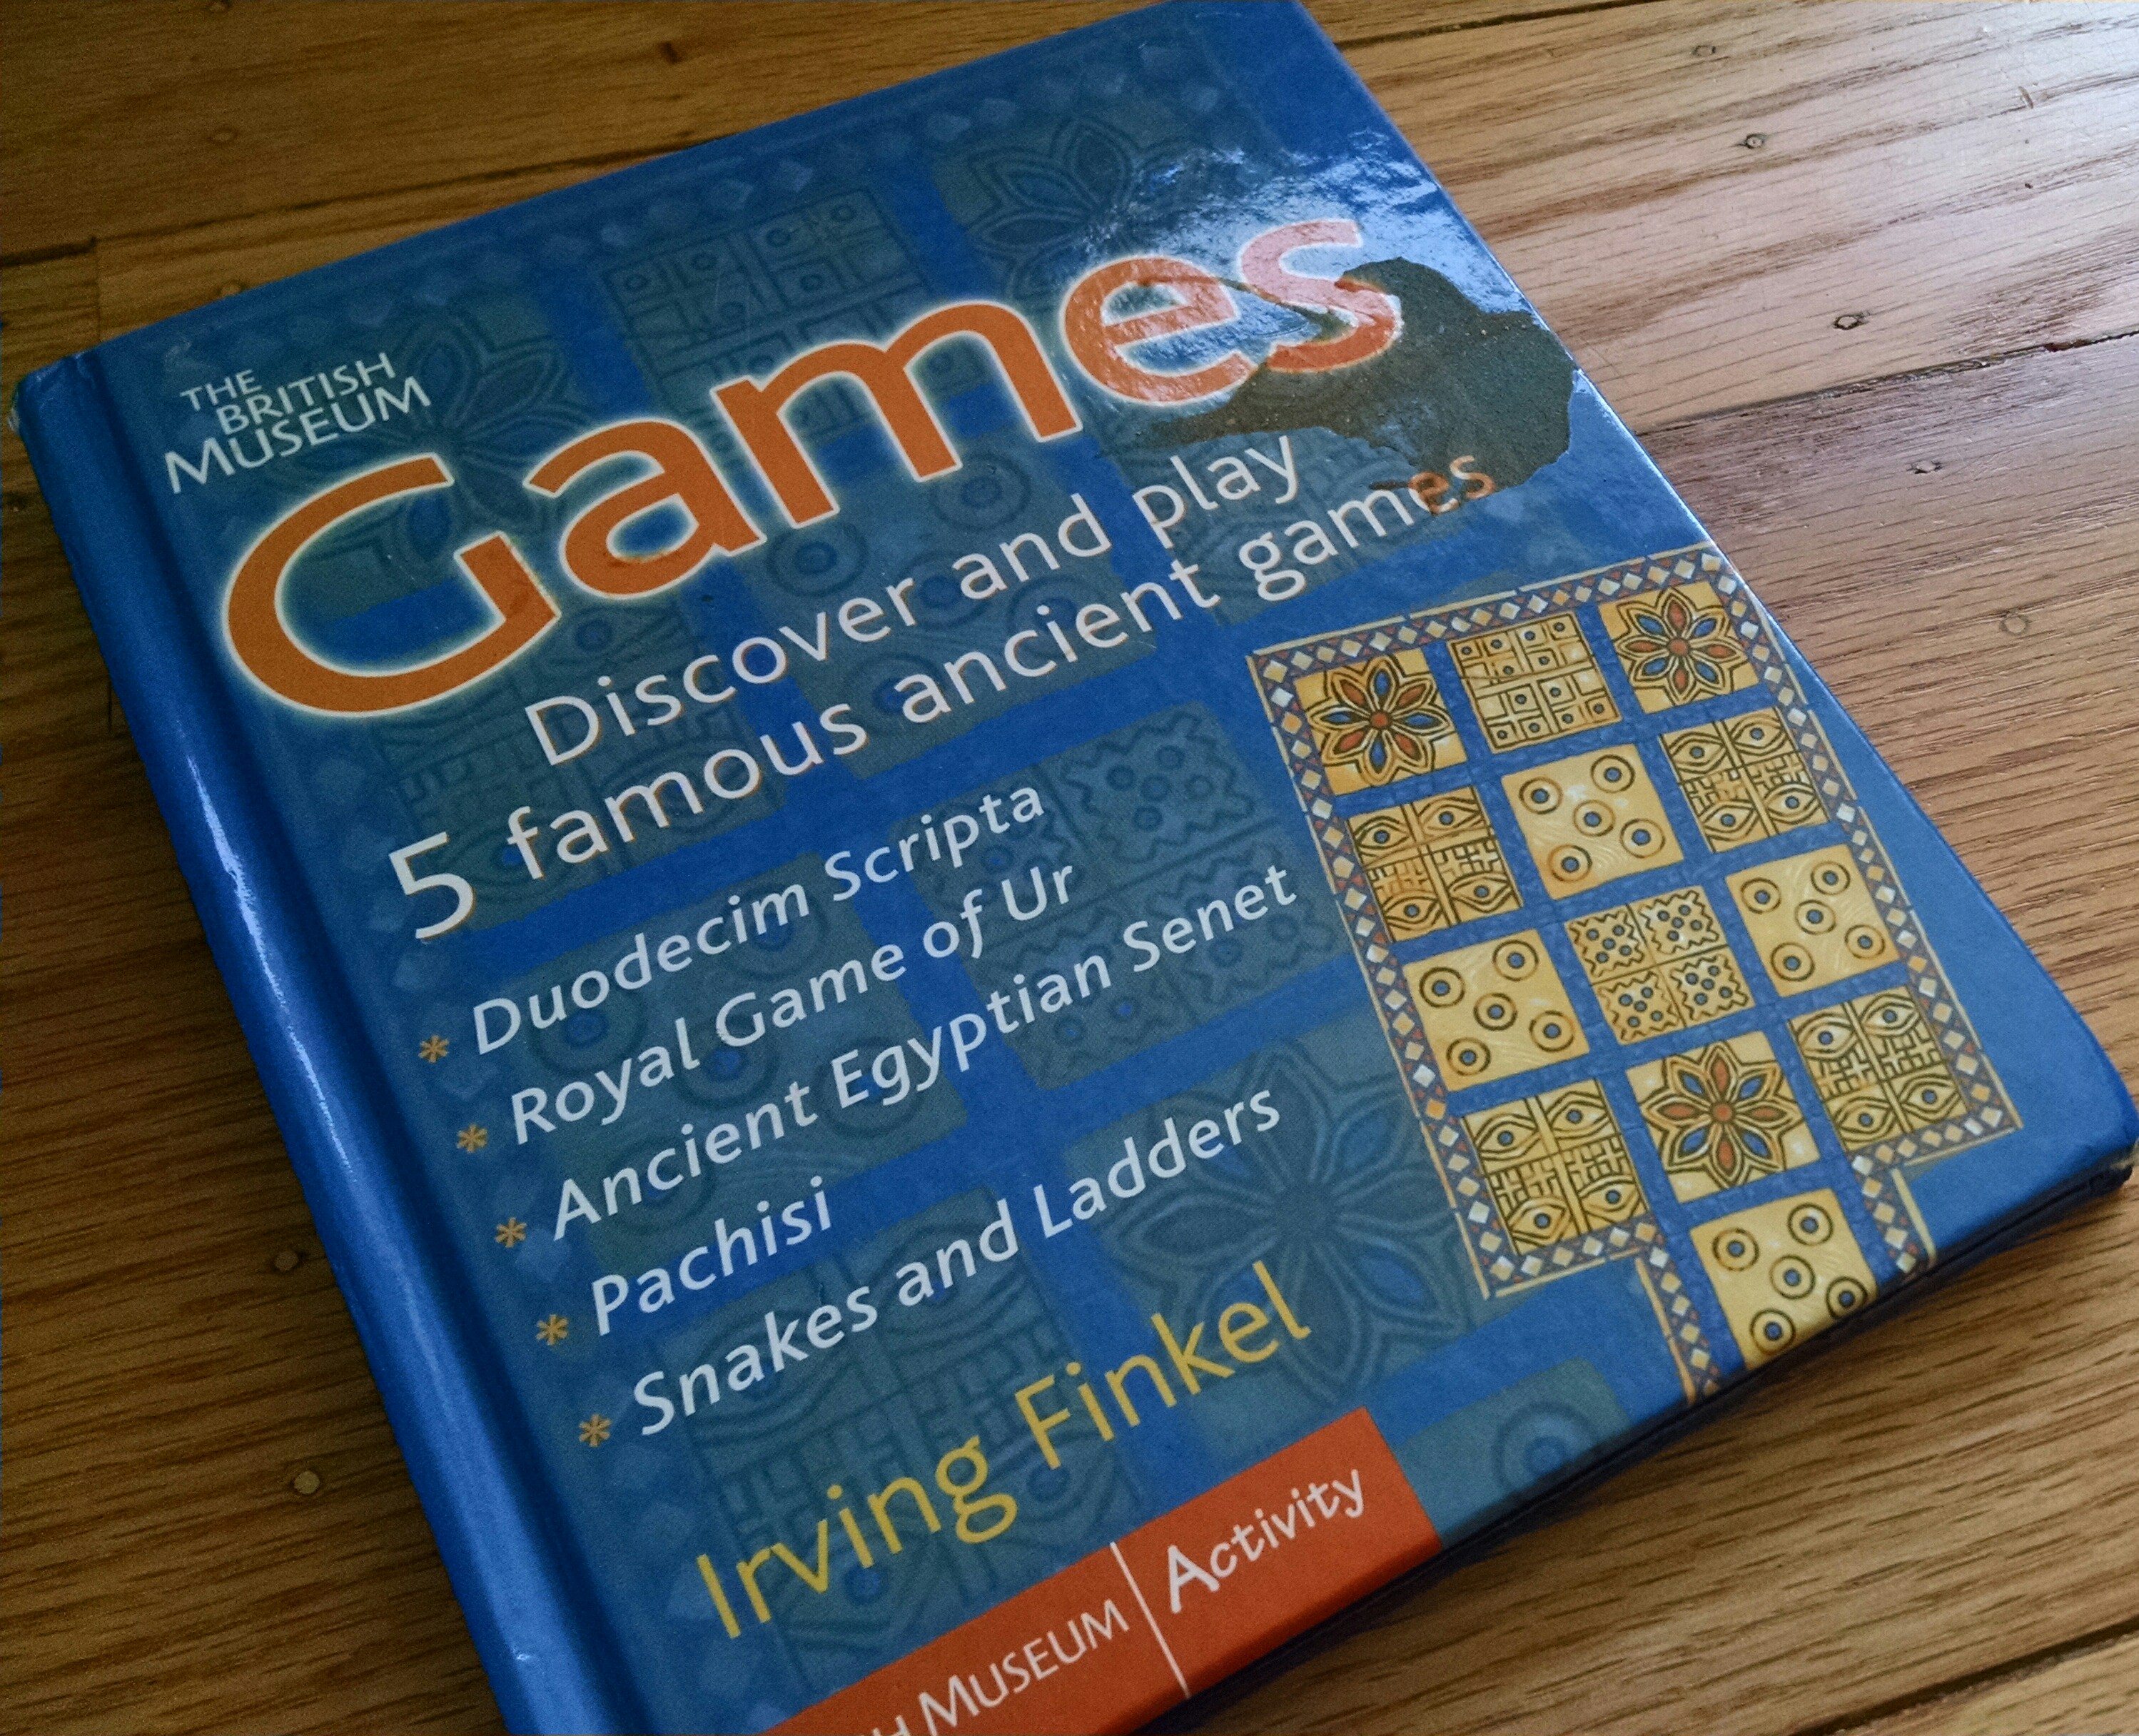 THE
BRITISH
MUSEUM
Games
Discover and play
5 famous ancient games
* Duodecim Scripta
* Royal Game of Ur
* Ancient Egyptian Senet
* Pachisi
* Snakes and Ladders
Irving Finkel
H MUSEUM | Activity